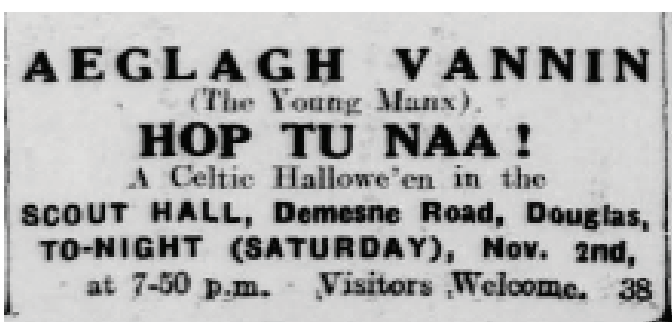 AEGLAGH VANNIN
(The Young Manx).
HOP TU NAA!
A Celtic Hallowe'en in the
SCOUT HALL, Demesne Road, Douglas,
TO-NIGHT (SATURDAY), Nov. 2nd,
at 7-50 p.m. Visitors Welcome. 38